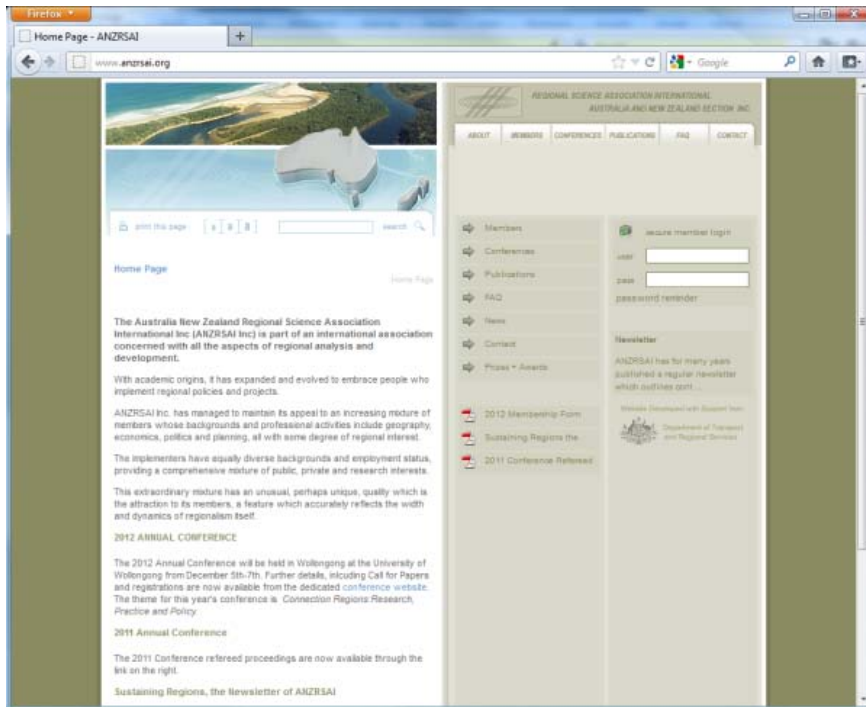 Firefox
Home Page - ANZRSAI
www.anzrsai.org
Google
REGIONAL SCIENCE ASSOCIATION INTERNATIONAL
AUSTRALIA AND NEW ZEALAND SECTION INC.
ABOUT MEMBERS CONFERENCES PUBLICATIONS FAQ CONTACT
print this page
search
Home Page
Home Page
The Australia New Zealand Regional Science Association
International Inc (ANZRSAI Inc) is part of an international association
concerned with all the aspects of regional analysis and
development.
With academic origins, it has expanded and evolved to embrace people who
implement regional policies and projects.
ANZRSAI Inc. has managed to maintain its appeal to an increasing mixture of
members whose backgrounds and professional activities include geography,
economics, politics and planning, all with some degree of regional interest.
The implementers have equally diverse backgrounds and employment status,
providing a comprehensive mixture of public, private and research interests.
This extraordinary mixture has an unusual, perhaps unique, quality which is
the attraction to its members, a feature which accurately reflects the width
and dynamics of regionalism itself.
2012 ANNUAL CONFERENCE
The 2012 Annual Conference will be held in Wollongong at the University of
Wollongong from December 5th-7th. Further details, inlcuding Call for Papers
and registrations are now available from the dedicated conference website.
The theme for this year's conference is Connection Regions:Research,
Practice and Policy
2011 Annual Conference
The 2011 Conference refereed proceedings are now available through the
link on the right.
Sustaining Regions, the Newsletter of ANZRSAI
Members
Conferences
Publications
FAQ
News
Contact
Prizes + Awards
2012 Membership Form
Sustaining Regions the
2011 Conference Refereed
secure member login
user
pass
password reminder
Newsletter
ANZRSAI has for many years
published a regular newsletter
which outlines cont...
Website Developed with Support from:
Department of Transport
and Regional Services